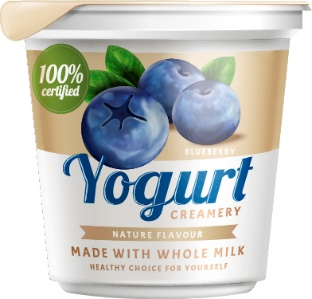 100%
certified
BLUEBERRY
Yogurt
CREAMERY
NATURE FLAVOUR
MADE WITH WHOLE MILK
HEALTHY CHOICE FOR YOURSELF